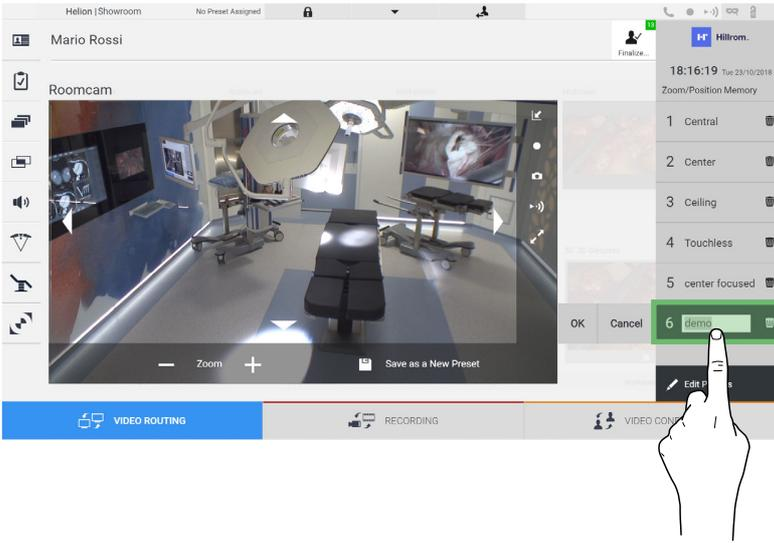 Helion | Showroom
No Preset Assigned
Mario Rossi
13
Finalize...
Hillrom.
18:16:19 Tue 23/10/2018
Zoom/Position Memory
Roomcam
1 Central
2 Center
3 Ceiling
4 Touchless
5 center focused
OK Cancel 6 demo
Zoom
Save as a New Preset
Edit
VIDEO ROUTING
RECORDING
VIDEO